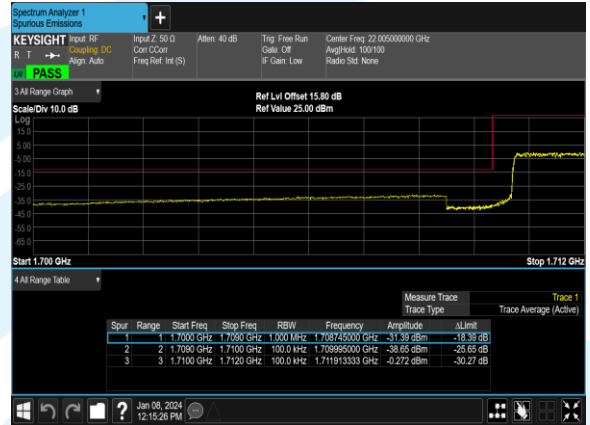 Spectrum Analyzer 1
Spurious Emissions
KEYSIGHT Input: RF Input Z: 50 Ω Atten: 40 dB Trig: Free Run Center Freq: 22.005000000 GHz
R T Coupling: DC Corr CCorr Gate: Off Avg|Hold: 100/100
Align: Auto Freq Ref: Int (S) IF Gain: Low Radio Std: None
PASS
3 All Range Graph
Ref Lvl Offset 15.80 dB
Scale/Div 10.0 dB Ref Value 25.00 dBm
Log
15.0
5.00
-5.00
-15.0
-25.0
-35.0
-45.0
-55.0
-65.0
Start 1.700 GHz Stop 1.712 GHz
4 All Range Table
Measure Trace Trace 1
Trace Type Trace Average (Active)
Spur Range Start Freq Stop Freq RBW Frequency Amplitude ΔLimit
1 1 1.7000 GHz 1.7090 GHz 1.000 MHz 1.708745000 GHz -31.39 dBm -18.39 dB
2 2 1.7090 GHz 1.7100 GHz 100.0 kHz 1.709995000 GHz -38.65 dBm -25.65 dB
3 3 1.7100 GHz 1.7120 GHz 100.0 kHz 1.711913333 GHz -0.272 dBm -30.27 dB
Jan 08, 2024
12:15:26 PM